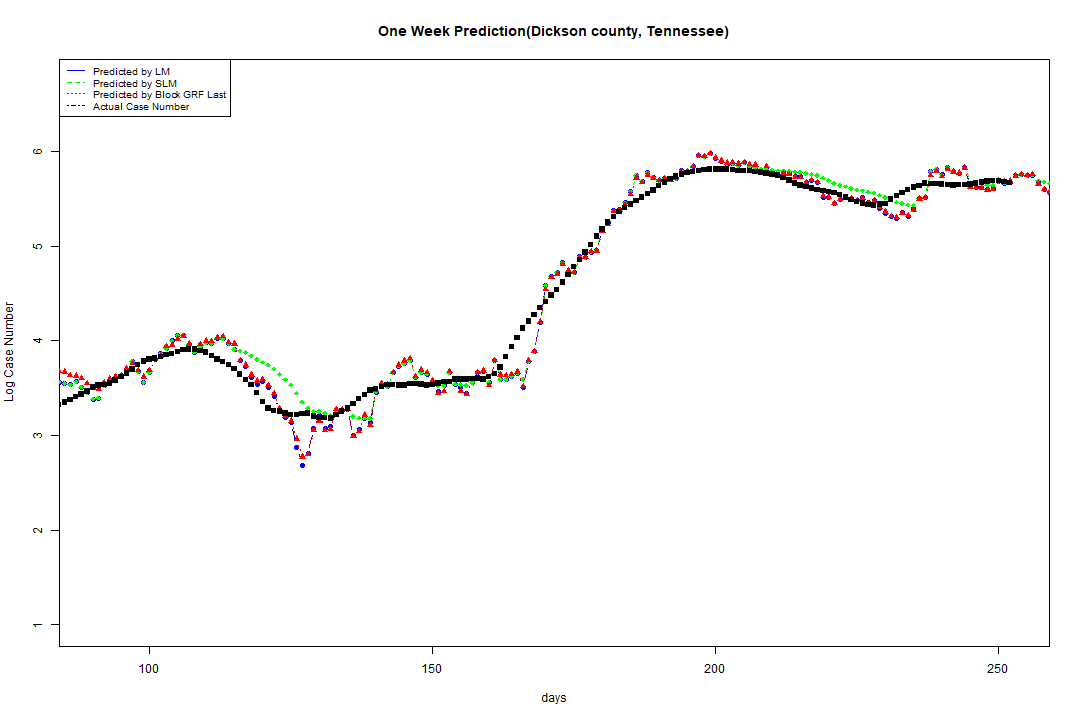 One Week Prediction(Dickson county, Tennessee)
Predicted by LM
Predicted by SLM
Predicted by Block GRF Last
Actual Case Number
6
5
4
3
2
1
Log Case Number
100 150 200 250
days